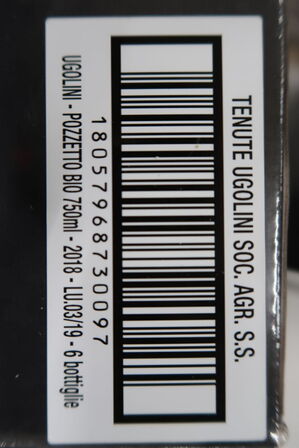 TENUTE UGOLINI SOC. AGR. S.S.
18057968730097
UGOLINI - POZZETTO BIO 750ml - 2018 - LU.03/19 - 6 bottiglie